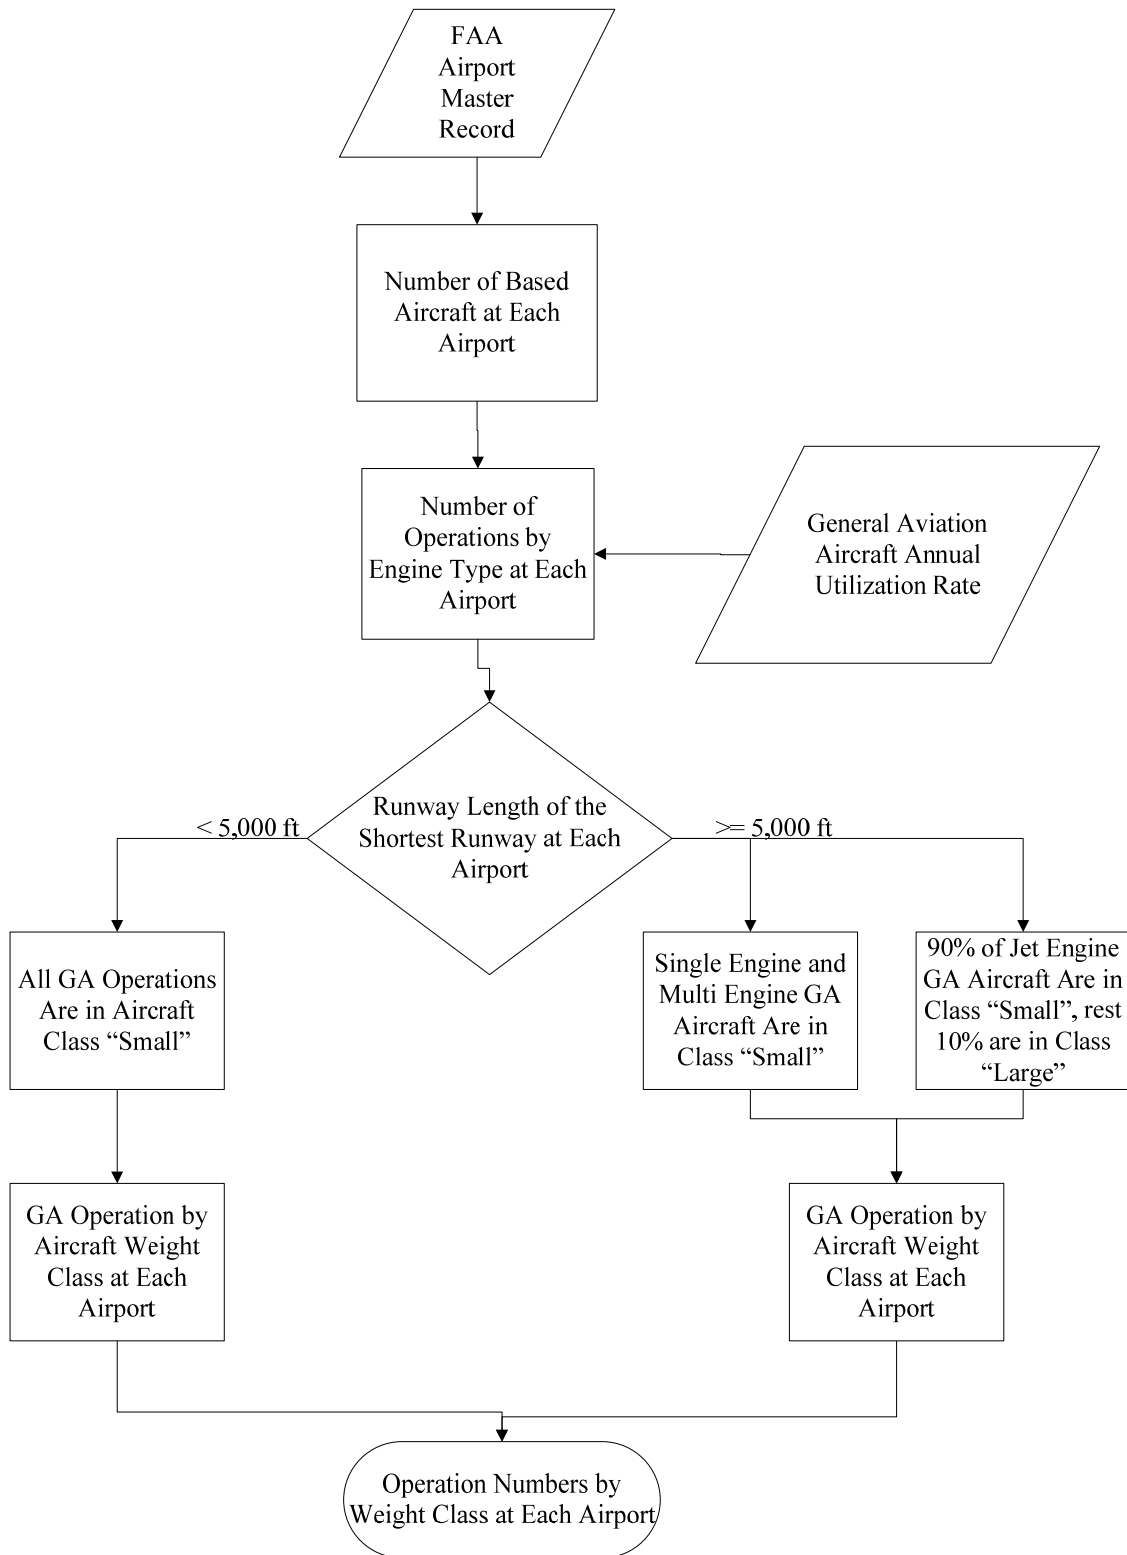 FAA
Airport
Master
Record
Number of Based
Aircraft at Each
Airport
Number of
Operations by
Engine Type at Each
Airport
General Aviation
Aircraft Annual
Utilization Rate
Runway Length of the
Shortest Runway at Each
Airport
< 5,000 ft
>= 5,000 ft
All GA Operations
Are in Aircraft
Class “Small”
Single Engine and
Multi Engine GA
Aircraft Are in
Class “Small”
90% of Jet Engine
GA Aircraft Are in
Class “Small”, rest
10% are in Class
“Large”
GA Operation by
Aircraft Weight
Class at Each
Airport
GA Operation by
Aircraft Weight
Class at Each
Airport
Operation Numbers by
Weight Class at Each Airport